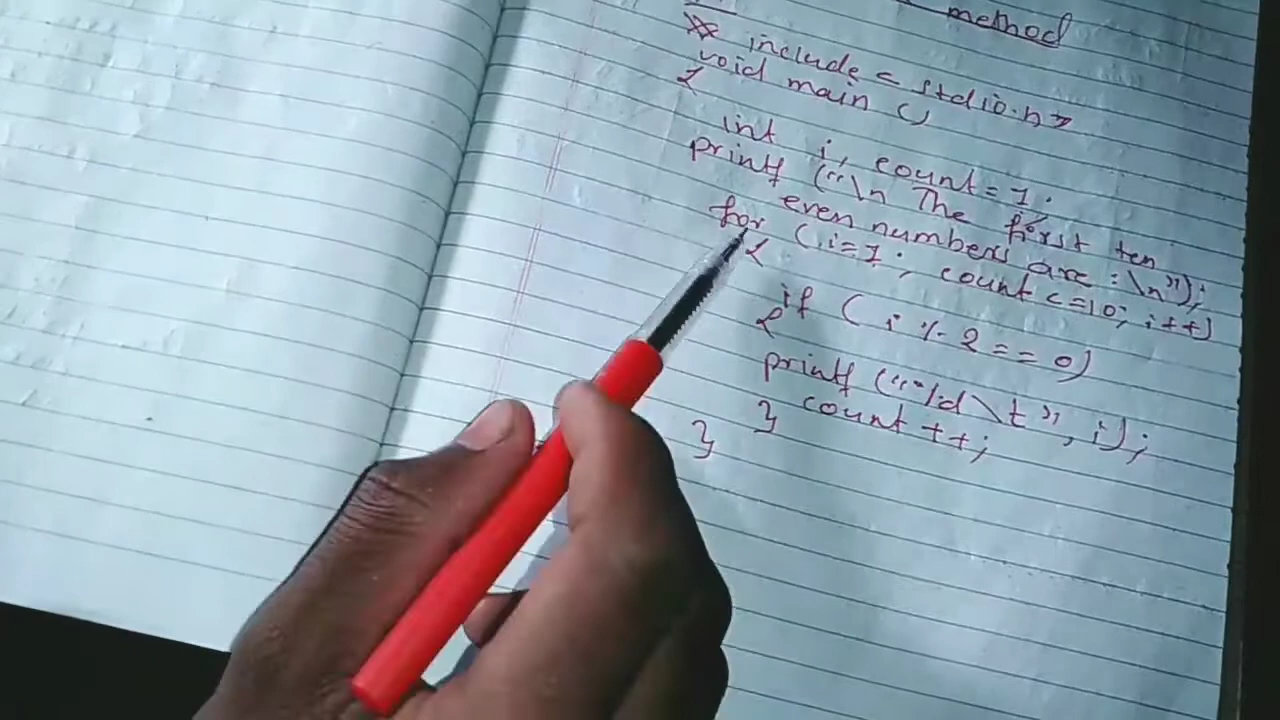 method
include < stdio.h>
void main ()
{
int i, count = 1;
printf ("\n The first ten
even numbers are :\n");
for (i=1; count <=10; i++)
{
if ( i % 2 == 0)
{
printf ("%d\t", i);
count ++;
}
}